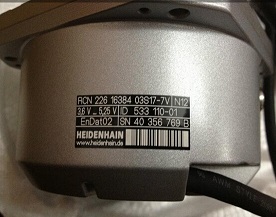 RCN 226 16384 03S17-7V N12
3,6 V ... 5,25 V ID 533 110-01
EnDat02 SN 40 356 769 B
HEIDENHAIN
www.heidenhain.de